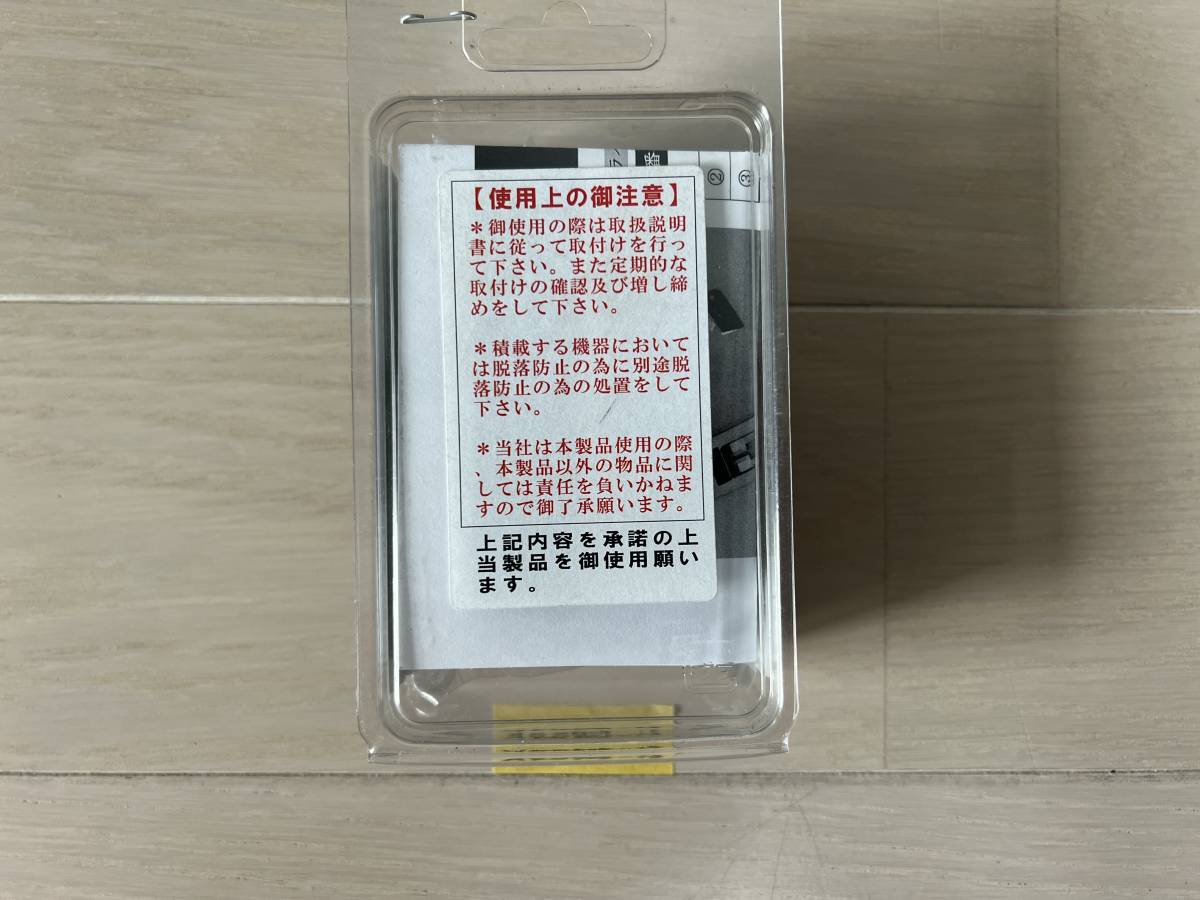 【使用上の御注意】
＊御使用の際は取扱説明
書に従って取付けを行っ
て下さい。また定期的な
取付けの確認及び増し締
めをして下さい。
＊積載する機器において
は脱落防止の為に別途脱
落防止の為の処置をして
下さい。
＊当社は本製品使用の際
、本製品以外の物品に関
しては責任を負いかねま
すので御了承願います。
上記内容を承諾の上
当製品を御使用願い
ます。
②
③